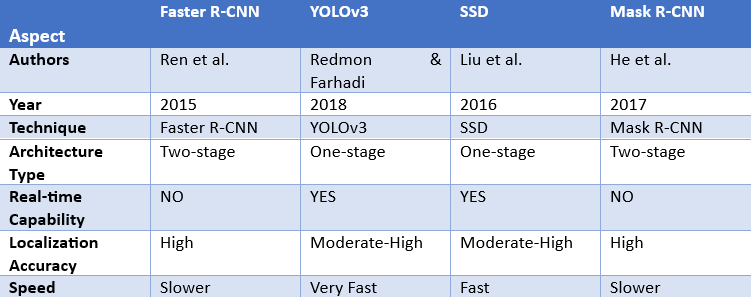 Aspect Faster R-CNN YOLOv3 SSD Mask R-CNN
Authors Ren et al. Redmon & Liu et al. He et al.
Farhadi
Year 2015 2018 2016 2017
Technique Faster R-CNN YOLOv3 SSD Mask R-CNN
Architecture Two-stage One-stage One-stage Two-stage
Type
Real-time NO YES YES NO
Capability
Localization High Moderate-High Moderate-High High
Accuracy
Speed Slower Very Fast Fast Slower